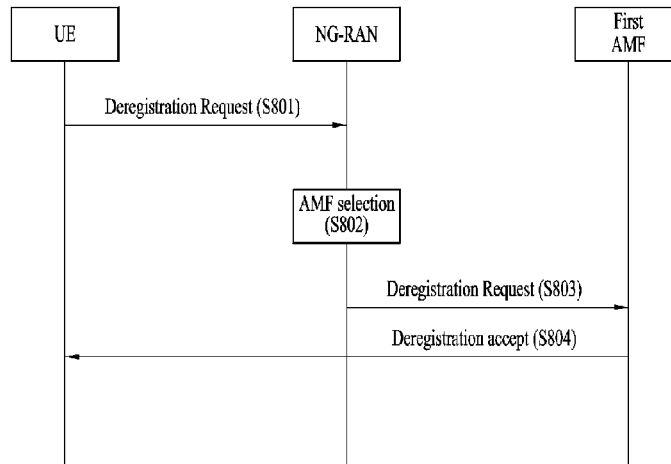 UE
NG-RAN
First
AMF
Deregistration Request (S801)
AMF selection
(S802)
Deregistration Request (S803)
Deregistration accept (S804)